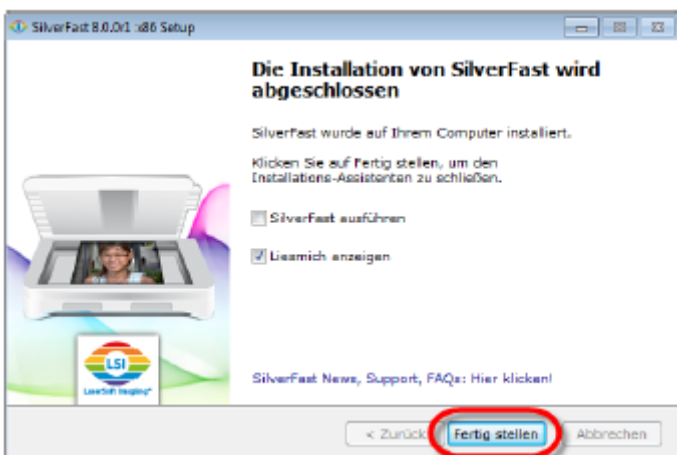 SilverFast 8.0.0r1 :x86 Setup
Die Installation von SilverFast wird
abgeschlossen
SilverFast wurde auf Ihrem Computer installiert.
Klicken Sie auf Fertig stellen, um den
Installations-Assistenten zu schließen.
SilverFast ausführen
Liesmich anzeigen
LSI
LaserSoft Imaging
SilverFast News, Support, FAQs: Hier klicken!
< Zurück
Fertig stellen
Abbrechen